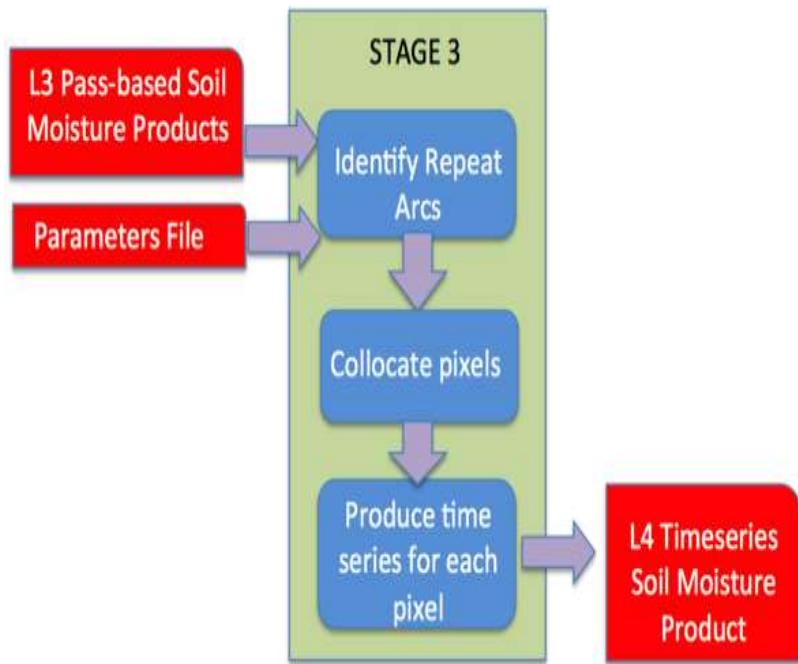 STAGE 3
L3 Pass-based Soil
Moisture Products
Parameters File
Identify Repeat
Arcs
Collocate pixels
Produce time
series for each
pixel
L4 Timeseries
Soil Moisture
Product